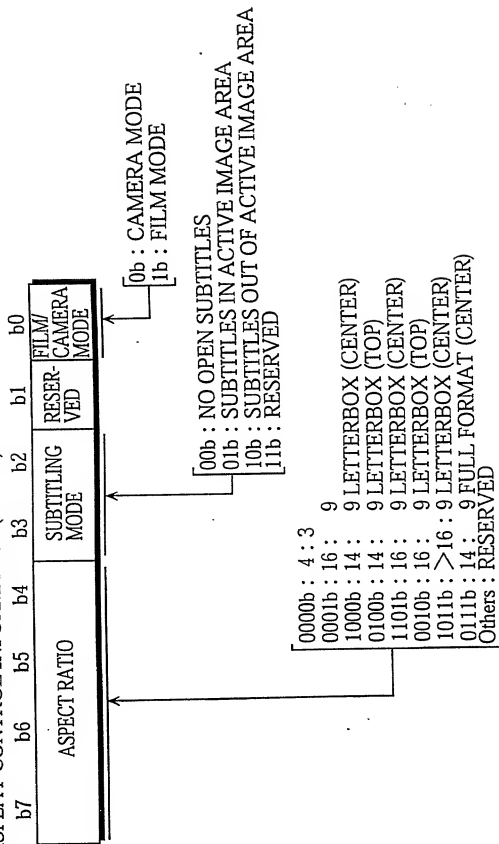 b7 b6 b5 b4 b3 b2 b1 b0
ASPECT RATIO
SUBTITLING
MODE
RESER-
VED
FILM/
CAMERA
MODE
0b : CAMERA MODE
1b : FILM MODE
00b : NO OPEN SUBTITLES
01b : SUBTITLES IN ACTIVE IMAGE AREA
10b : SUBTITLES OUT OF ACTIVE IMAGE AREA
11b : RESERVED
0000b : 4 : 3
0001b : 16 : 9
1000b : 14 : 9 LETTERBOX (CENTER)
0100b : 14 : 9 LETTERBOX (TOP)
1101b : 16 : 9 LETTERBOX (CENTER)
0010b : 16 : 9 LETTERBOX (TOP)
1011b : >16 : 9 LETTERBOX (CENTER)
0111b : 14 : 9 FULL FORMAT (CENTER)
Others : RESERVED